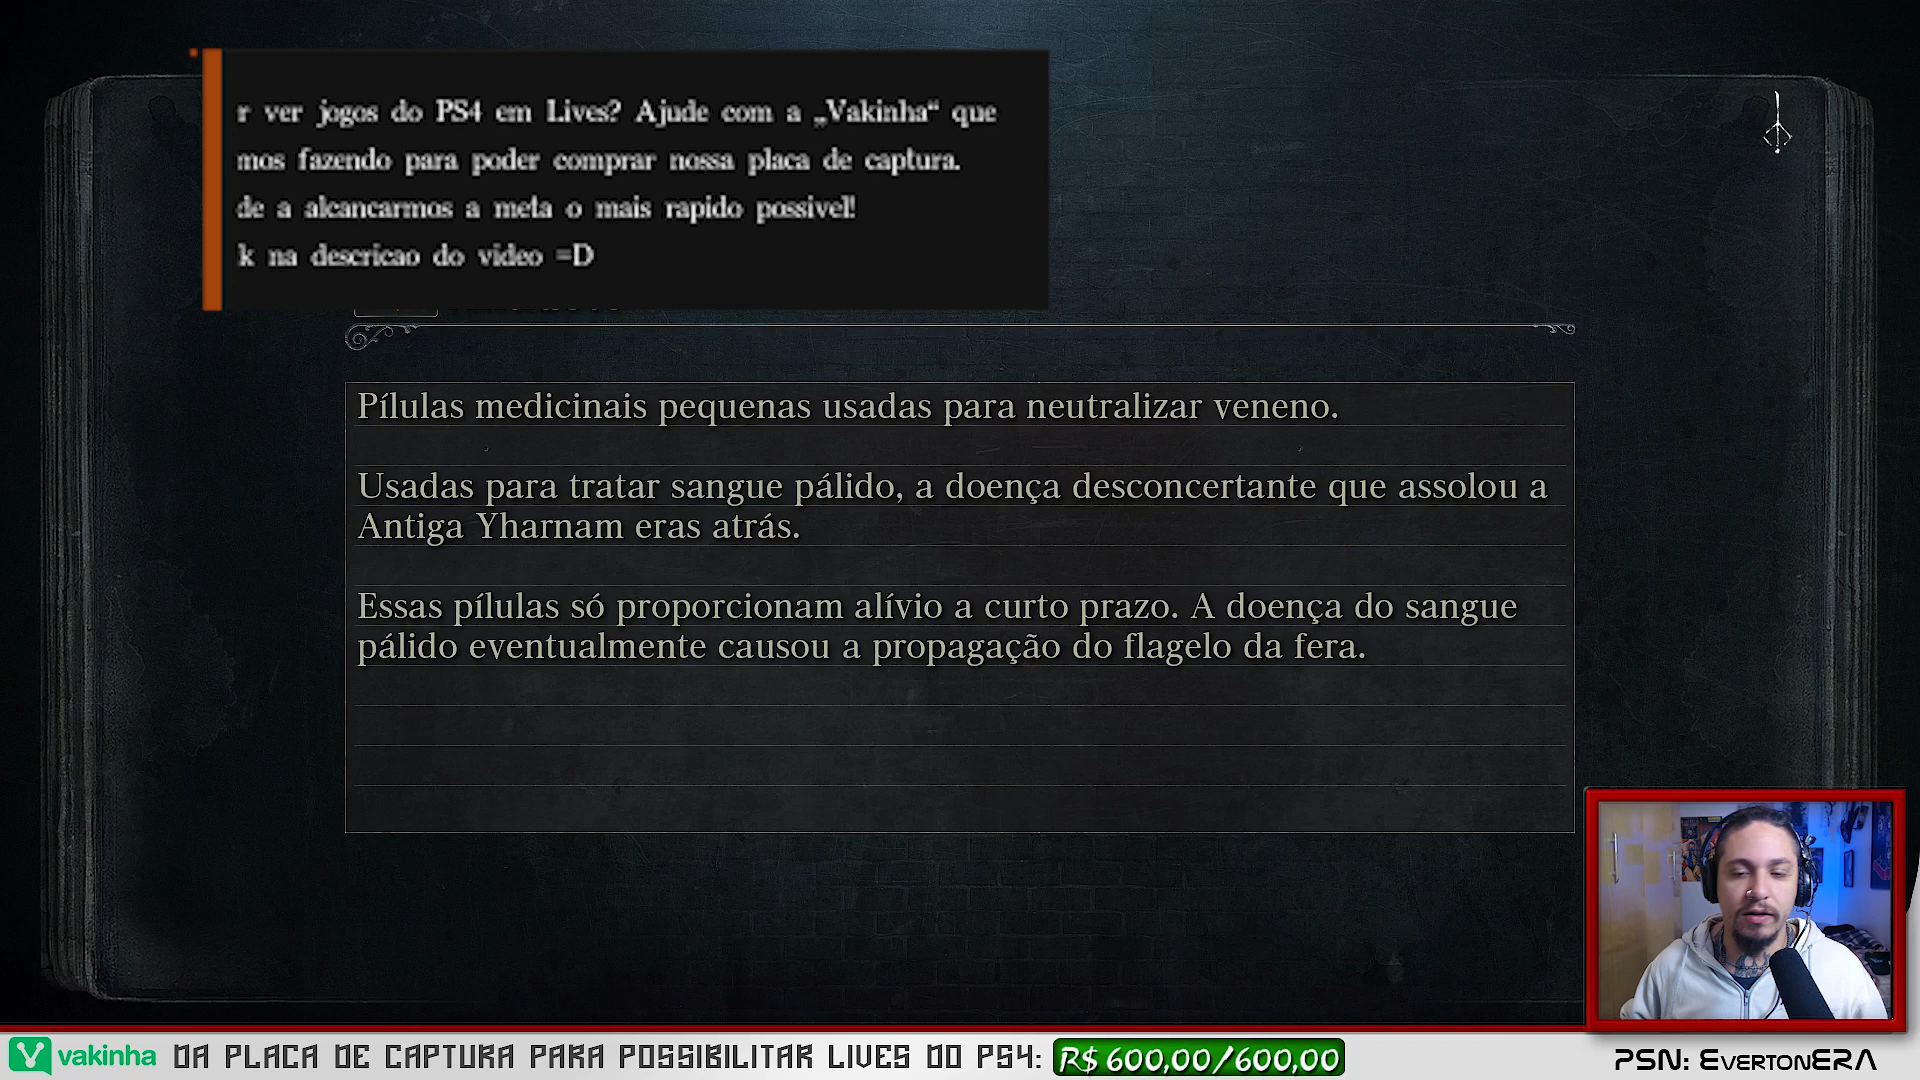 r ver jogos do PS4 em Lives? Ajude com a „Vakinha“ que
mos fazendo para poder comprar nossa placa de captura.
de a alcancarmos a meta o mais rapido possivel!
k na descricao do video =D
Pílulas medicinais pequenas usadas para neutralizar veneno.
Usadas para tratar sangue pálido, a doença desconcertante que assolou a
Antiga Yharnam eras atrás.
Essas pílulas só proporcionam alívio a curto prazo. A doença do sangue
pálido eventualmente causou a propagação do flagelo da fera.
vakinha DA PLACA DE CAPTURA PARA POSSIBILITAR LIVES DO PS4: R$ 600,00/600,00
PSN: EvertonERA